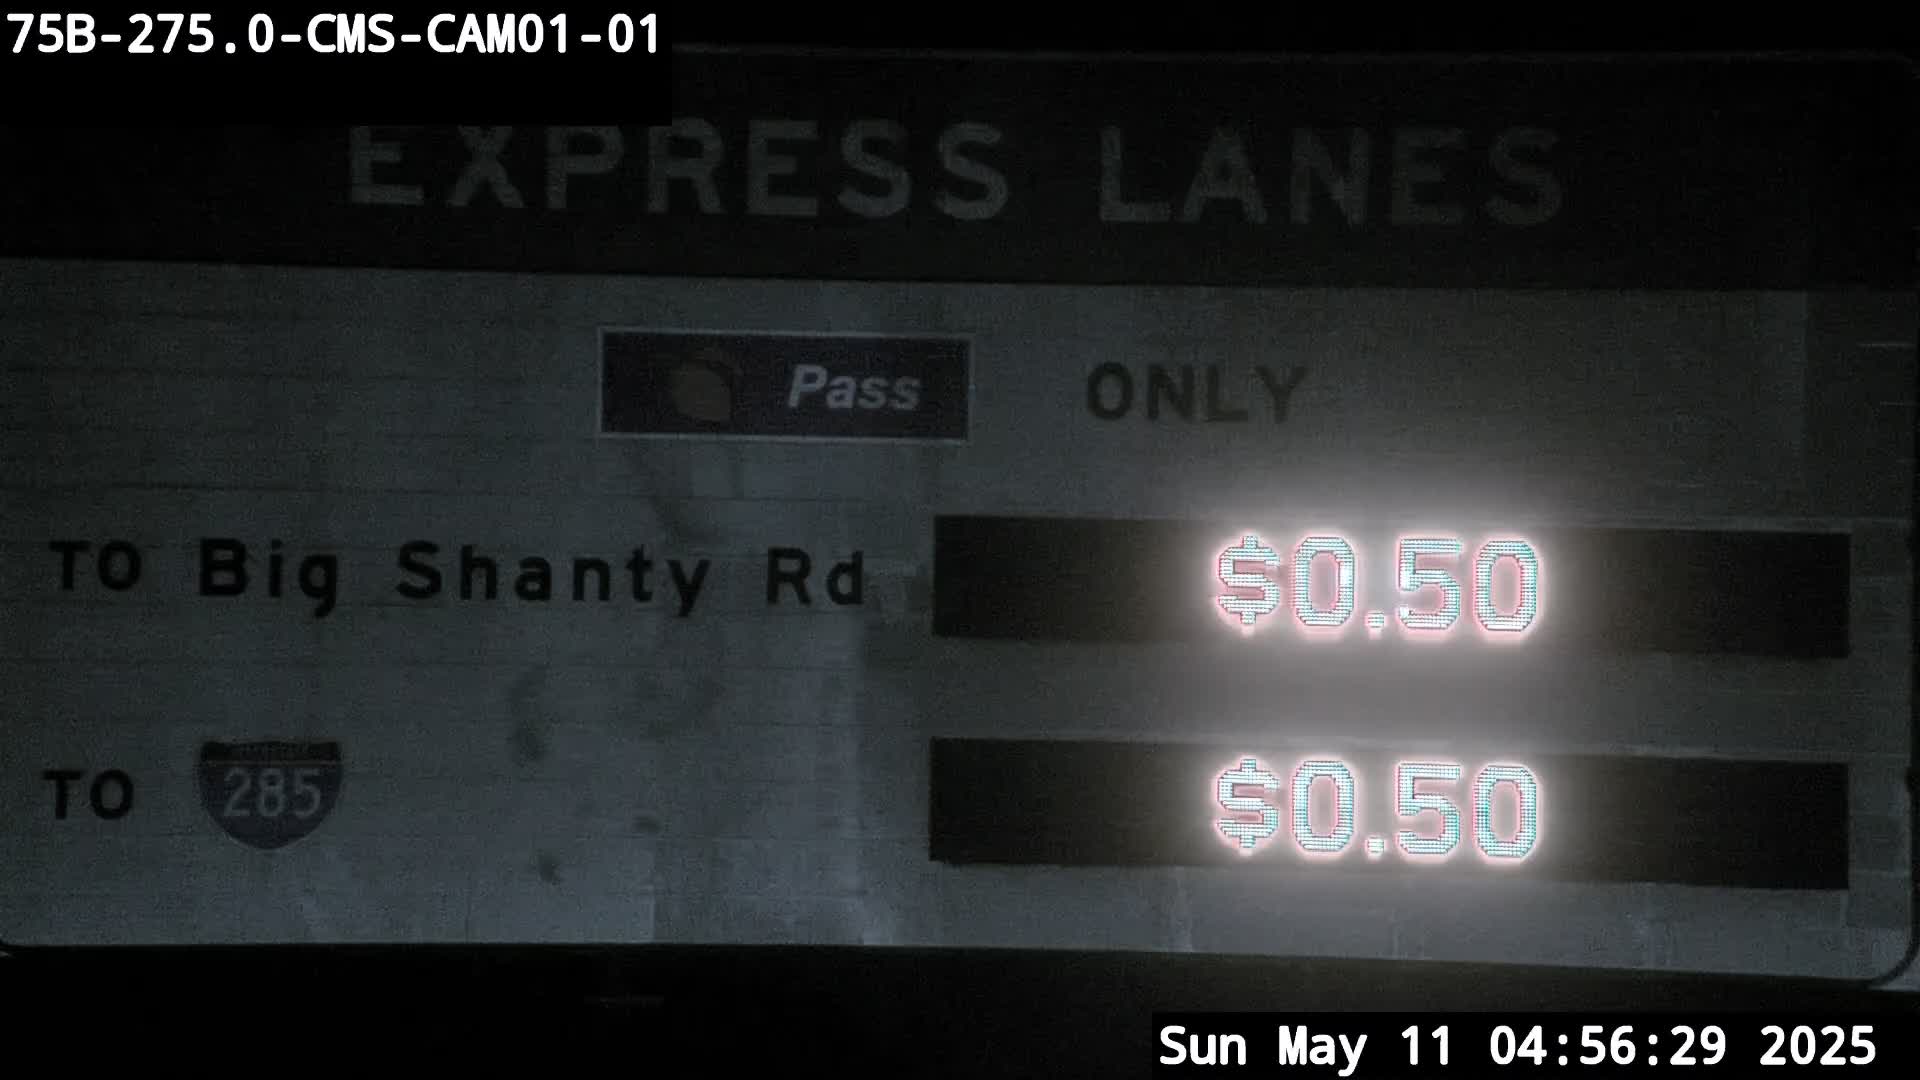 75B-275.0-CMS-CAM01-01
EXPRESS LANES
Pass ONLY
TO Big Shanty Rd $0.50
TO 285 $0.50
Sun May 11 04:56:29 2025